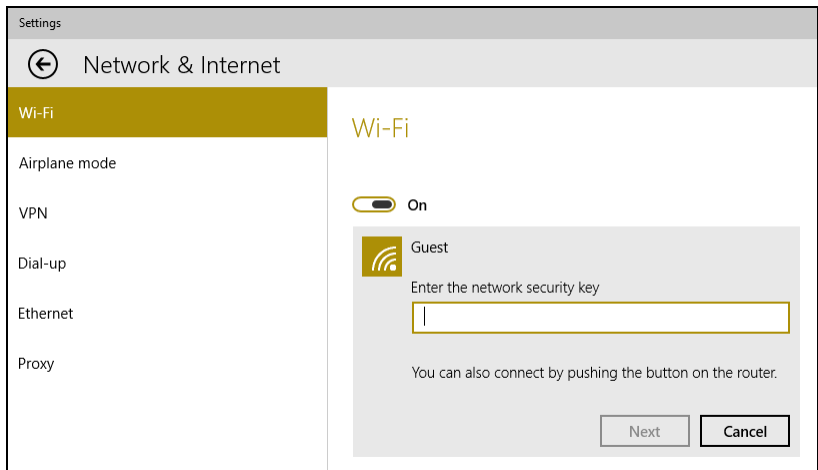 Settings
Network & Internet
Wi-Fi
Airplane mode
VPN
Dial-up
Ethernet
Proxy
Wi-Fi
On
Guest
Enter the network security key
You can also connect by pushing the button on the router.
Next Cancel